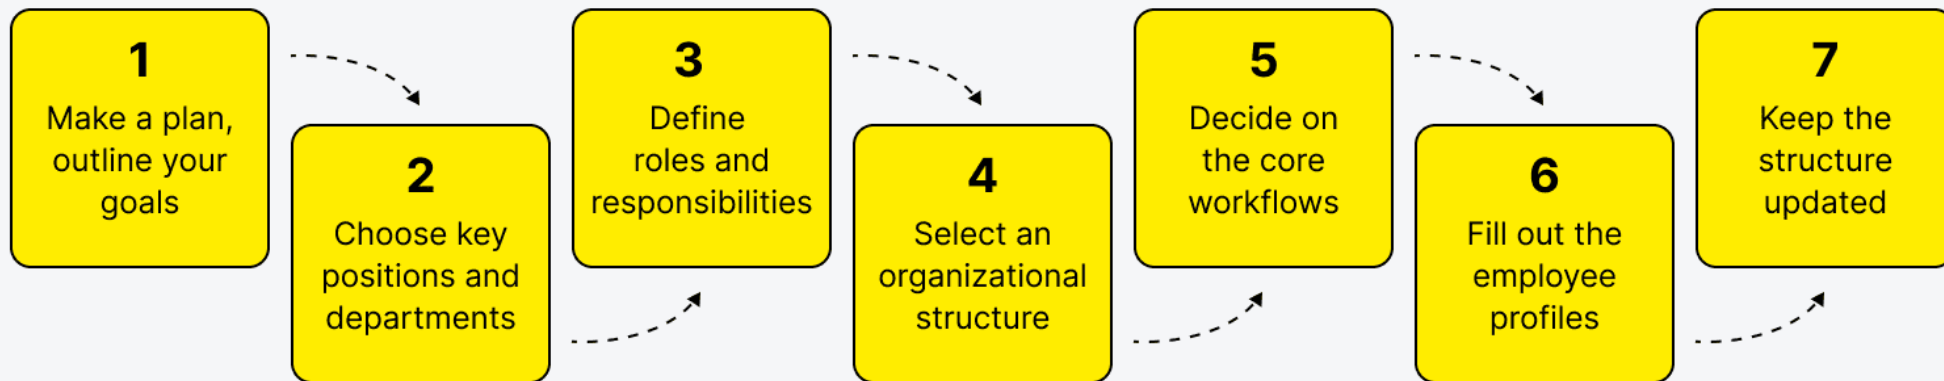 1
Make a plan,
outline your
goals
2
Choose key
positions and
departments
3
Define
roles and
responsibilities
4
Select an
organizational
structure
5
Decide on
the core
workflows
6
Fill out the
employee
profiles
7
Keep the
structure
updated